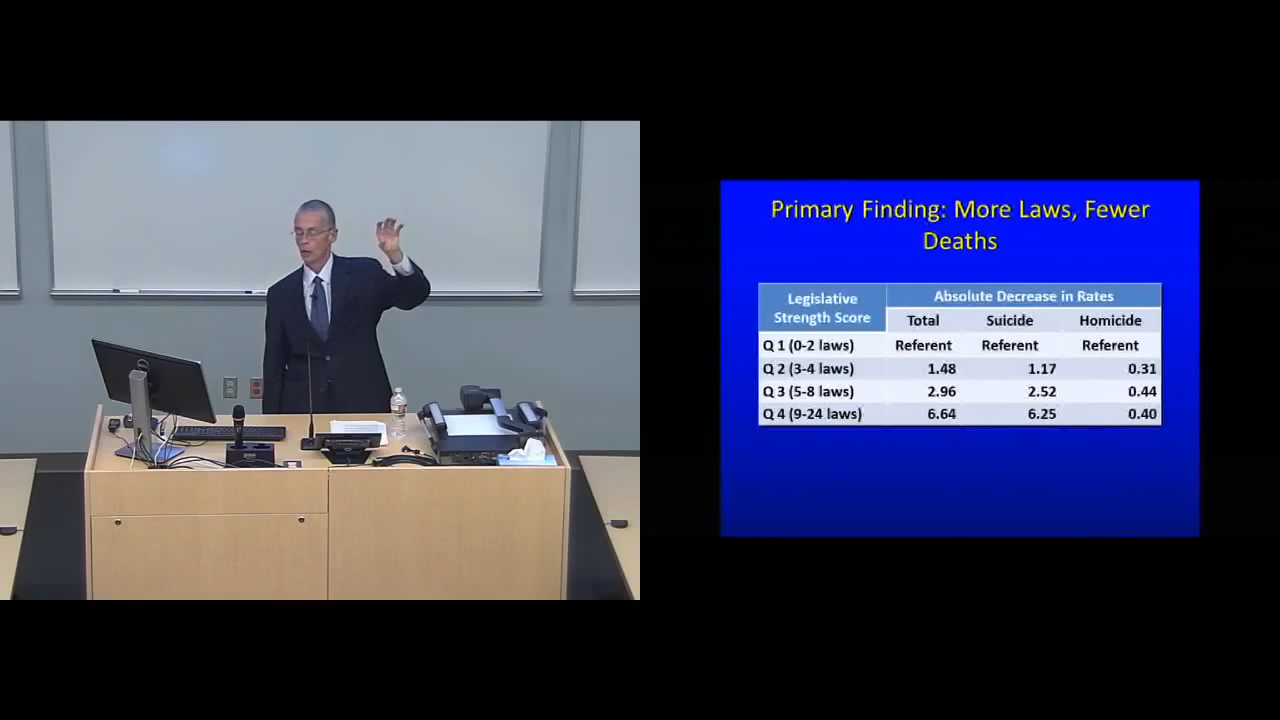 Primary Finding: More Laws, Fewer
Deaths
Legislative
Strength Score
Absolute Decrease in Rates
Total Suicide Homicide
Q 1 (0-2 laws) Referent Referent Referent
Q 2 (3-4 laws) 1.48 1.17 0.31
Q 3 (5-8 laws) 2.96 2.52 0.44
Q 4 (9-24 laws) 6.64 6.25 0.40